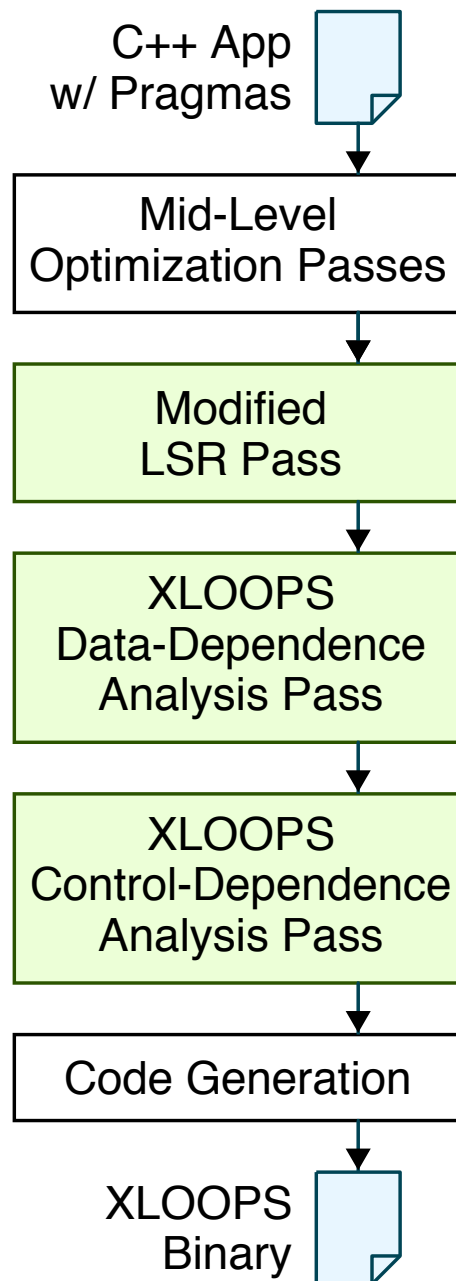 C++ App
w/ Pragmas
Mid-Level
Optimization Passes
Modified
LSR Pass
XLOOPS
Data-Dependence
Analysis Pass
XLOOPS
Control-Dependence
Analysis Pass
Code Generation
XLOOPS
Binary